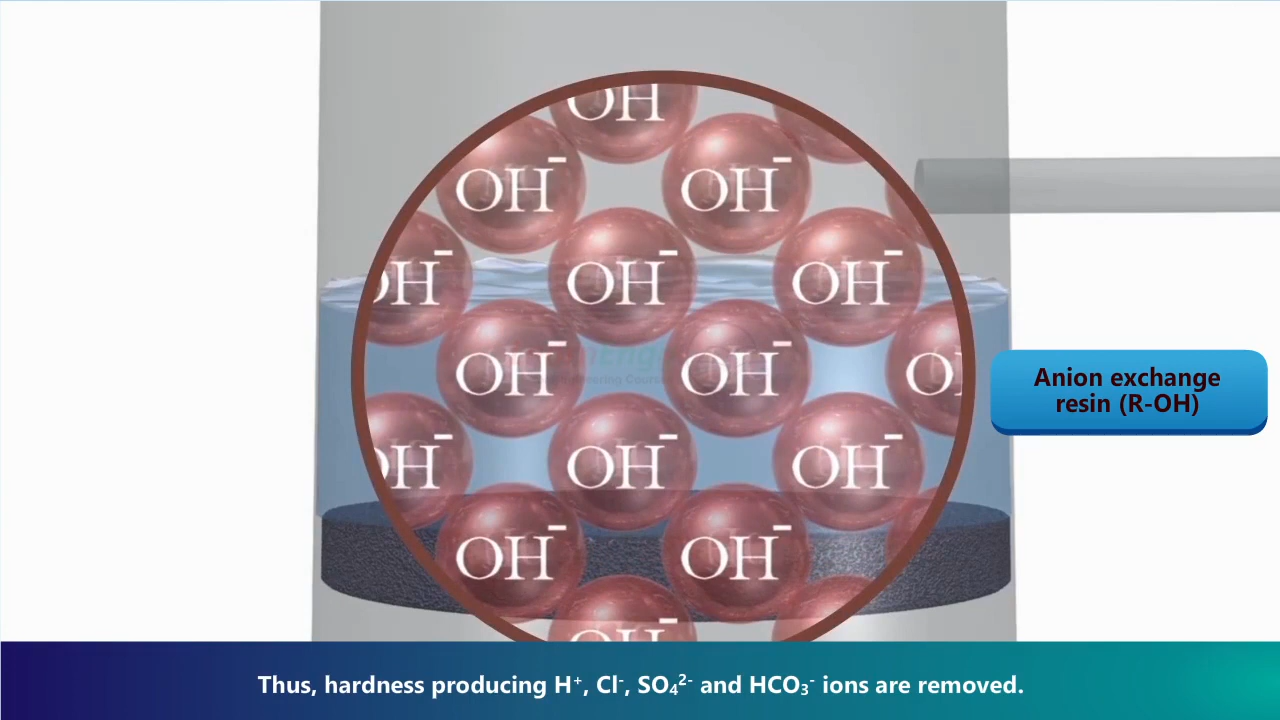 OH
OH⁻ OH⁻
OH⁻ OH⁻ OH⁻
OH⁻ OH⁻ O
OH⁻ OH⁻ OH⁻
OH⁻ OH⁻
OH⁻
Anion exchange
resin (R-OH)
Thus, hardness producing H⁺, Cl⁻, SO₄²⁻ and HCO₃⁻ ions are removed.